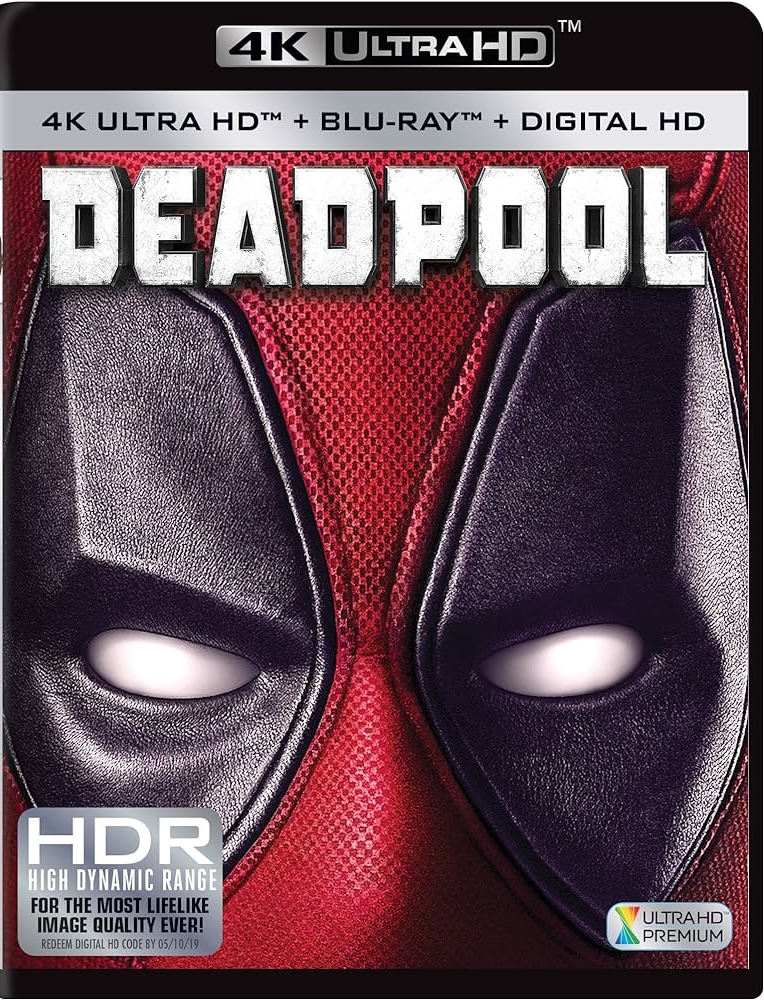 4K ULTRA HD™
4K ULTRA HD™ + BLU-RAY™ + DIGITAL HD
DEADPOOL
HDR
HIGH DYNAMIC RANGE
FOR THE MOST LIFELIKE
IMAGE QUALITY EVER!
REDEEM DIGITAL HD CODE BY 05/10/19
ULTRA HD™
PREMIUM